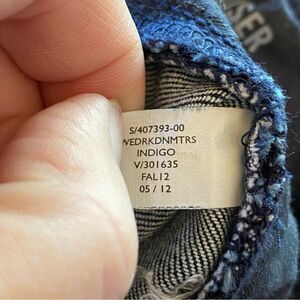 S/407393-00
VEDRKDNMTRS
INDIGO
V/301635
FAL12
05 / 12